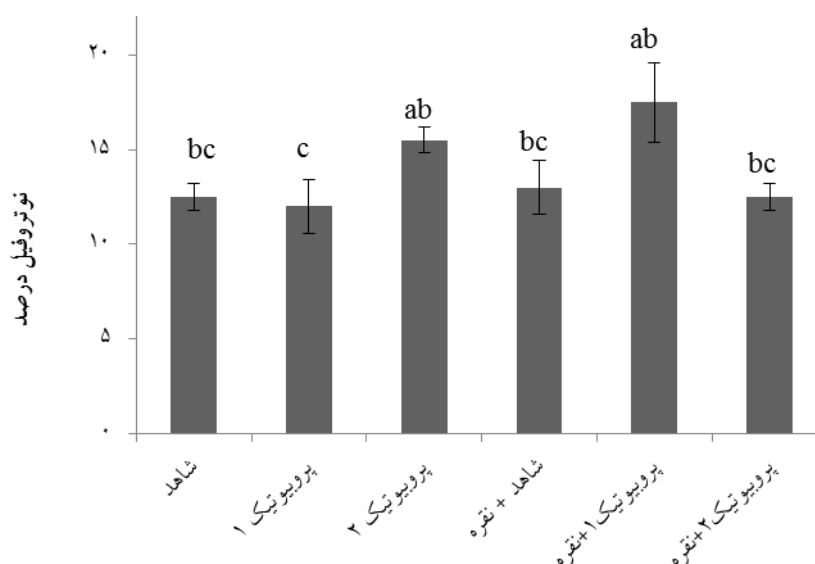 نوتروفیل درصد
۲۰
۱۵
۱۰
۵
۰
bc
c
ab
bc
ab
bc
شاهد
پروبیوتیک ۱
پروبیوتیک ۲
شاهد + نقره
پروبیوتیک۱+نقره
پروبیوتیک۲+نقره